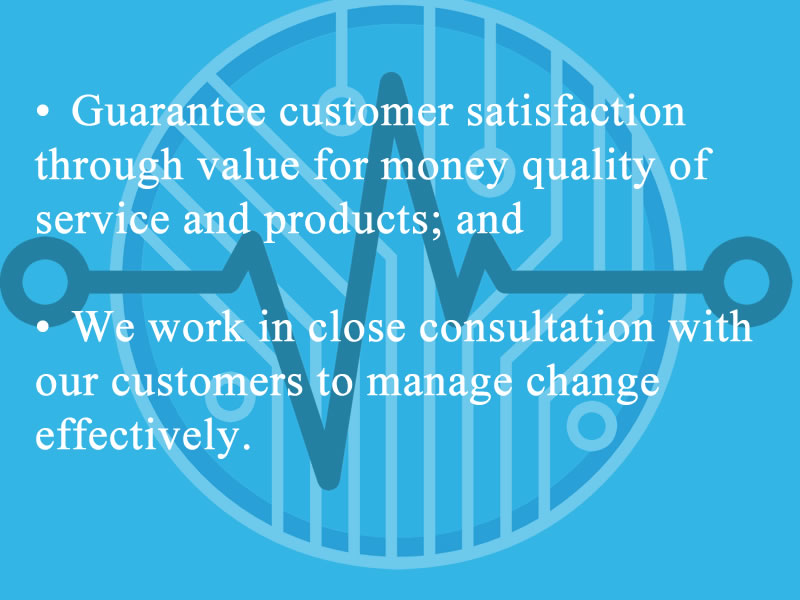 • Guarantee customer satisfaction
through value for money quality of
service and products; and
• We work in close consultation with
our customers to manage change
effectively.